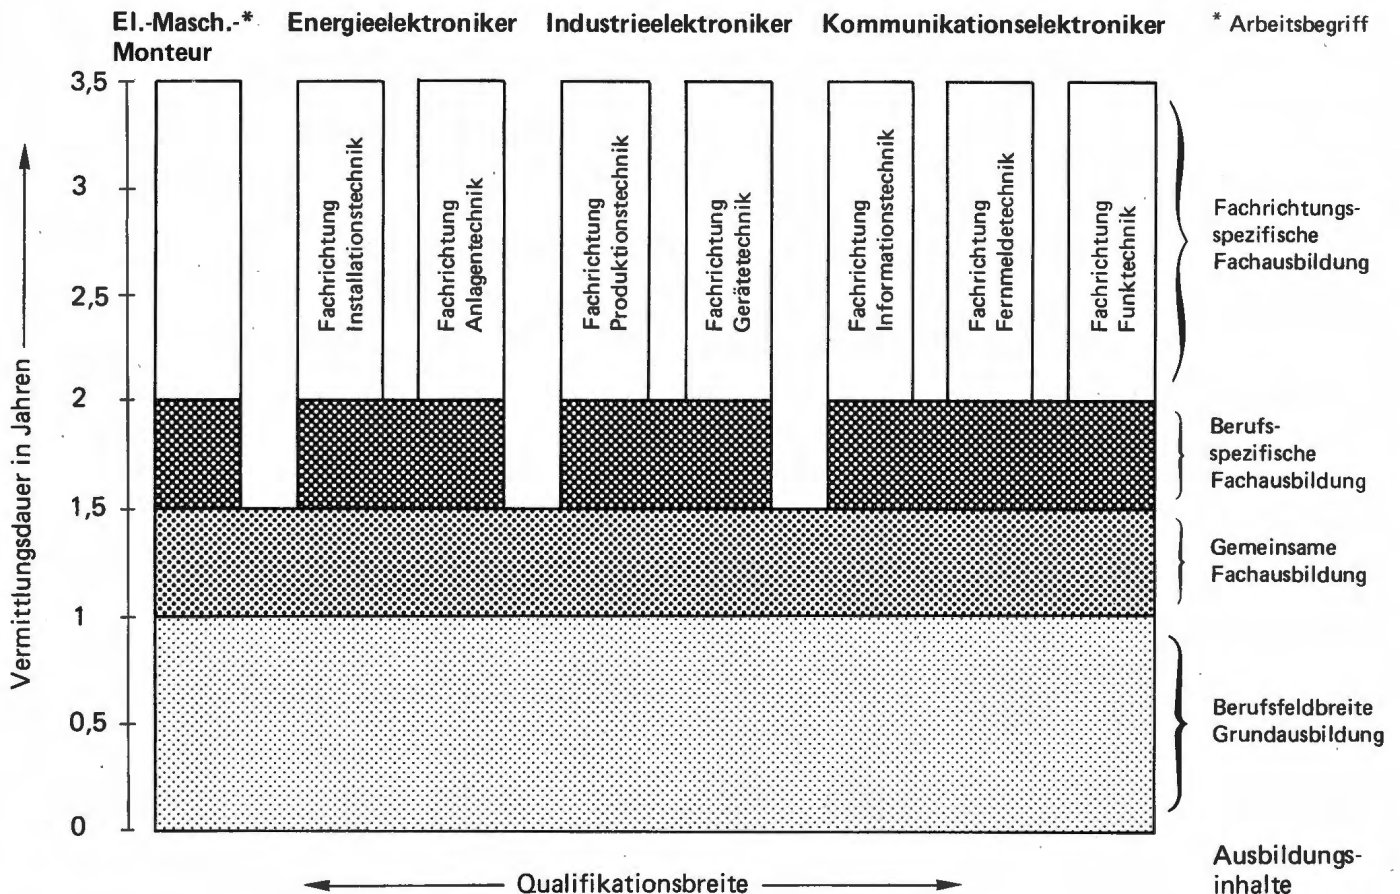 El.-Masch.-*
Monteur
Energieelektroniker
Industrieelektroniker
Kommunikationselektroniker
* Arbeitsbegriff
Vermittlungsdauer in Jahren
3,5
3
2,5
2
1,5
1
0,5
0
Fachrichtung
Installationstechnik
Fachrichtung
Anlagentechnik
Fachrichtung
Produktionstechnik
Fachrichtung
Gerätetechnik
Fachrichtung
Informationstechnik
Fachrichtung
Fernmeldetechnik
Fachrichtung
Funktechnik
Fachrichtungs-
spezifische
Fachausbildung
Berufs-
spezifische
Fachausbildung
Gemeinsame
Fachausbildung
Berufsfeldbreite
Grundausbildung
Ausbildungs-
inhalte
Qualifikationsbreite